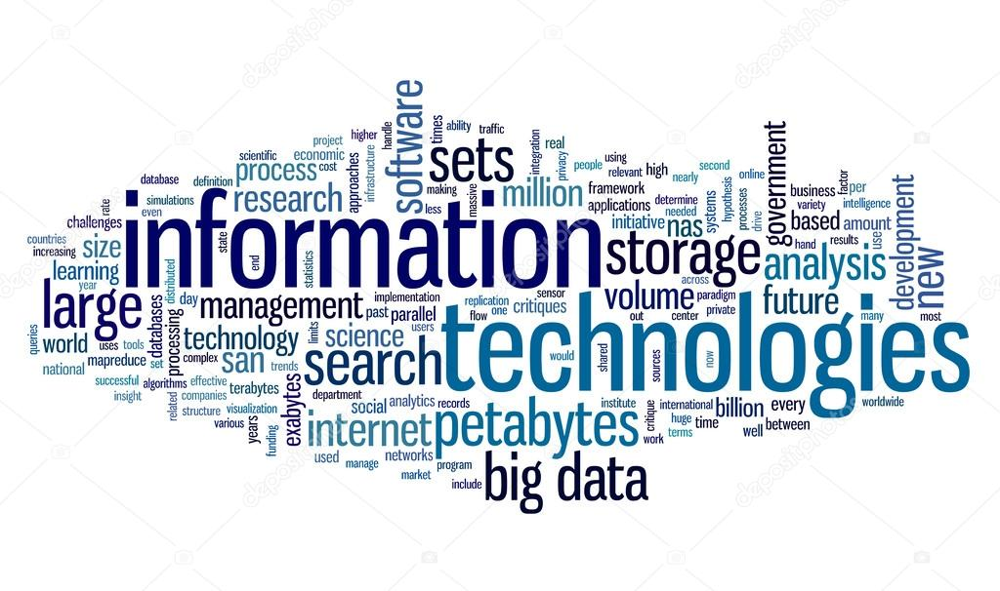 software
times
ability
traffic
higher
handle
project
scientific
economic
process
cost
approaches
infrastructure
sets
integration
real
privacy
people
using
relevant
high
nearly
second
online
government
database
definition
research
simulations
even
rate
making
less
massive
million
framework
applications
determine
needed
initiative
nas
systems
hypothesis
processes
drive
business
factor
per
variety
intelligence
based
amount
development
new
challenges
countries
increasing
size
information
state
end
statistics
storage
across
hand
results
use
analysis
learning
year
large
distributed
day
management
implementation
past
parallel
users
replication
flow
one
sensor
critiques
volume
paradigm
out
center
private
future
many
most
queries
world
uses
tools
databases
processing
technology
limits
science
technologies
national
mapreduce
set
complex
san
trends
search
would
shared
sources
now
successful
algorithms
effective
insight
related
companies
structure
terabytes
exabytes
department
various
visualization
years
funding
social
analytics
records
internet
petabytes
institute
critique
international
huge
terms
time
billion
every
well
between
work
worldwide
used
manage
networks
market
program
include
big data
depositphotos